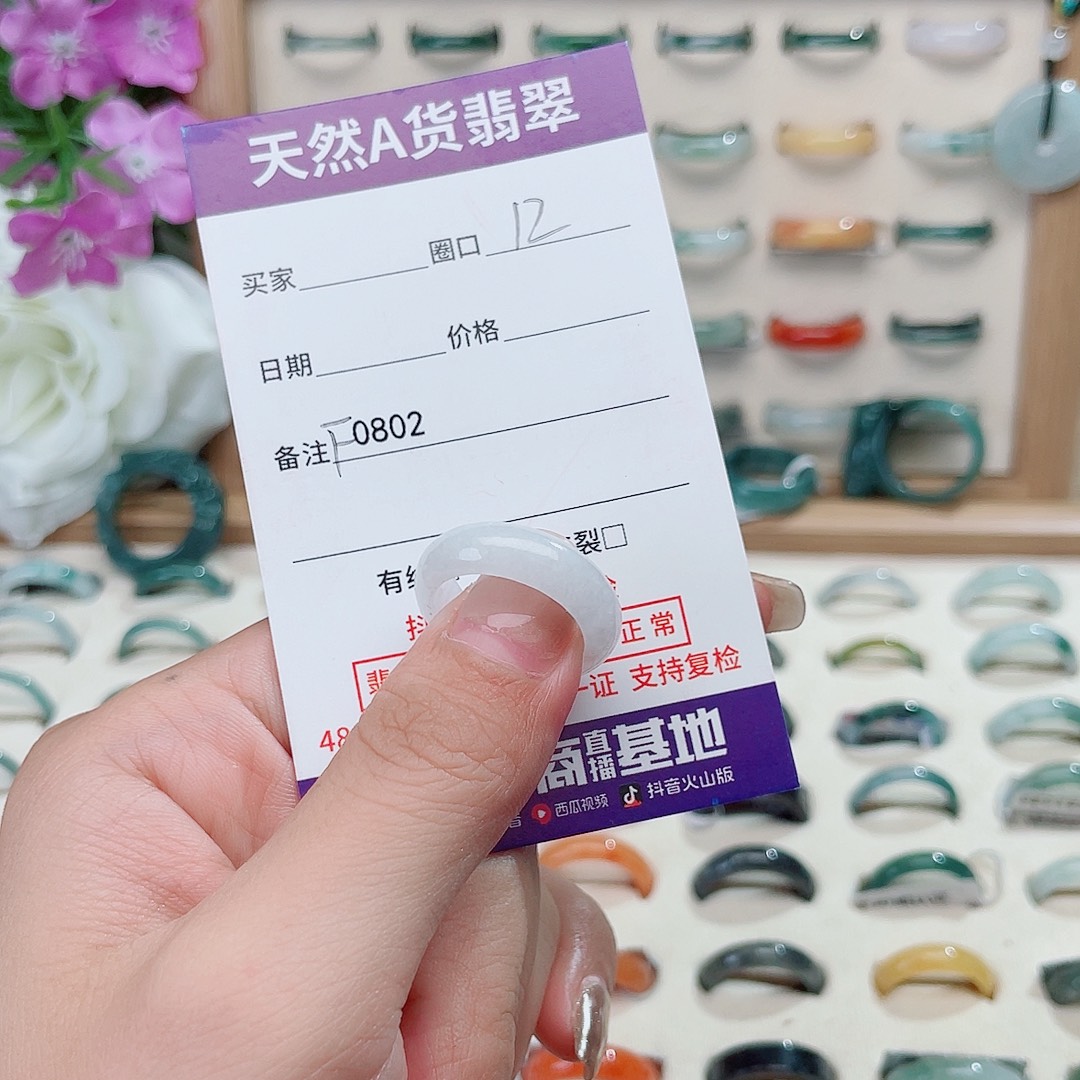 天然A货翡翠
买家 圈口 12
日期 价格
备注 F0802
有 裂□
正常
证 支持复检
48
商直播基地
音 西瓜视频 抖音火山版